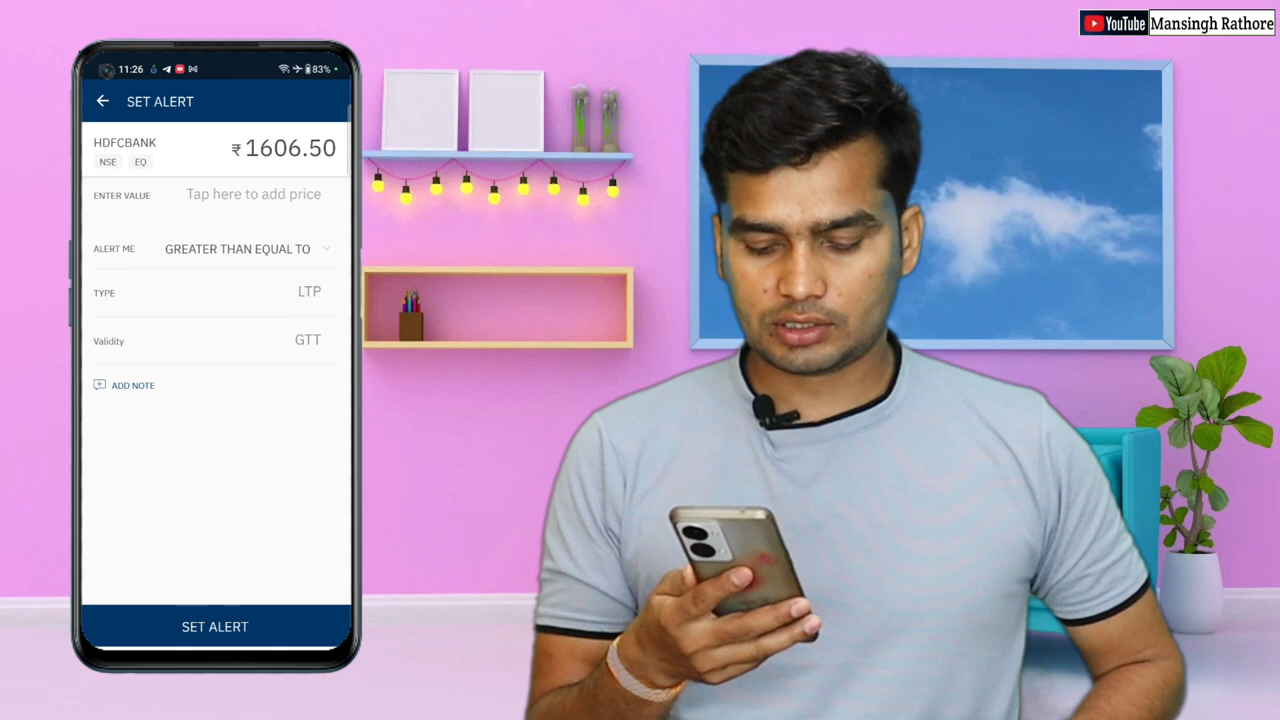 YouTube Mansingh Rathore
11:26 83%
SET ALERT
HDFCBANK
₹1606.50
NSE EQ
ENTER VALUE Tap here to add price
ALERT ME GREATER THAN EQUAL TO
TYPE LTP
Validity GTT
ADD NOTE
SET ALERT